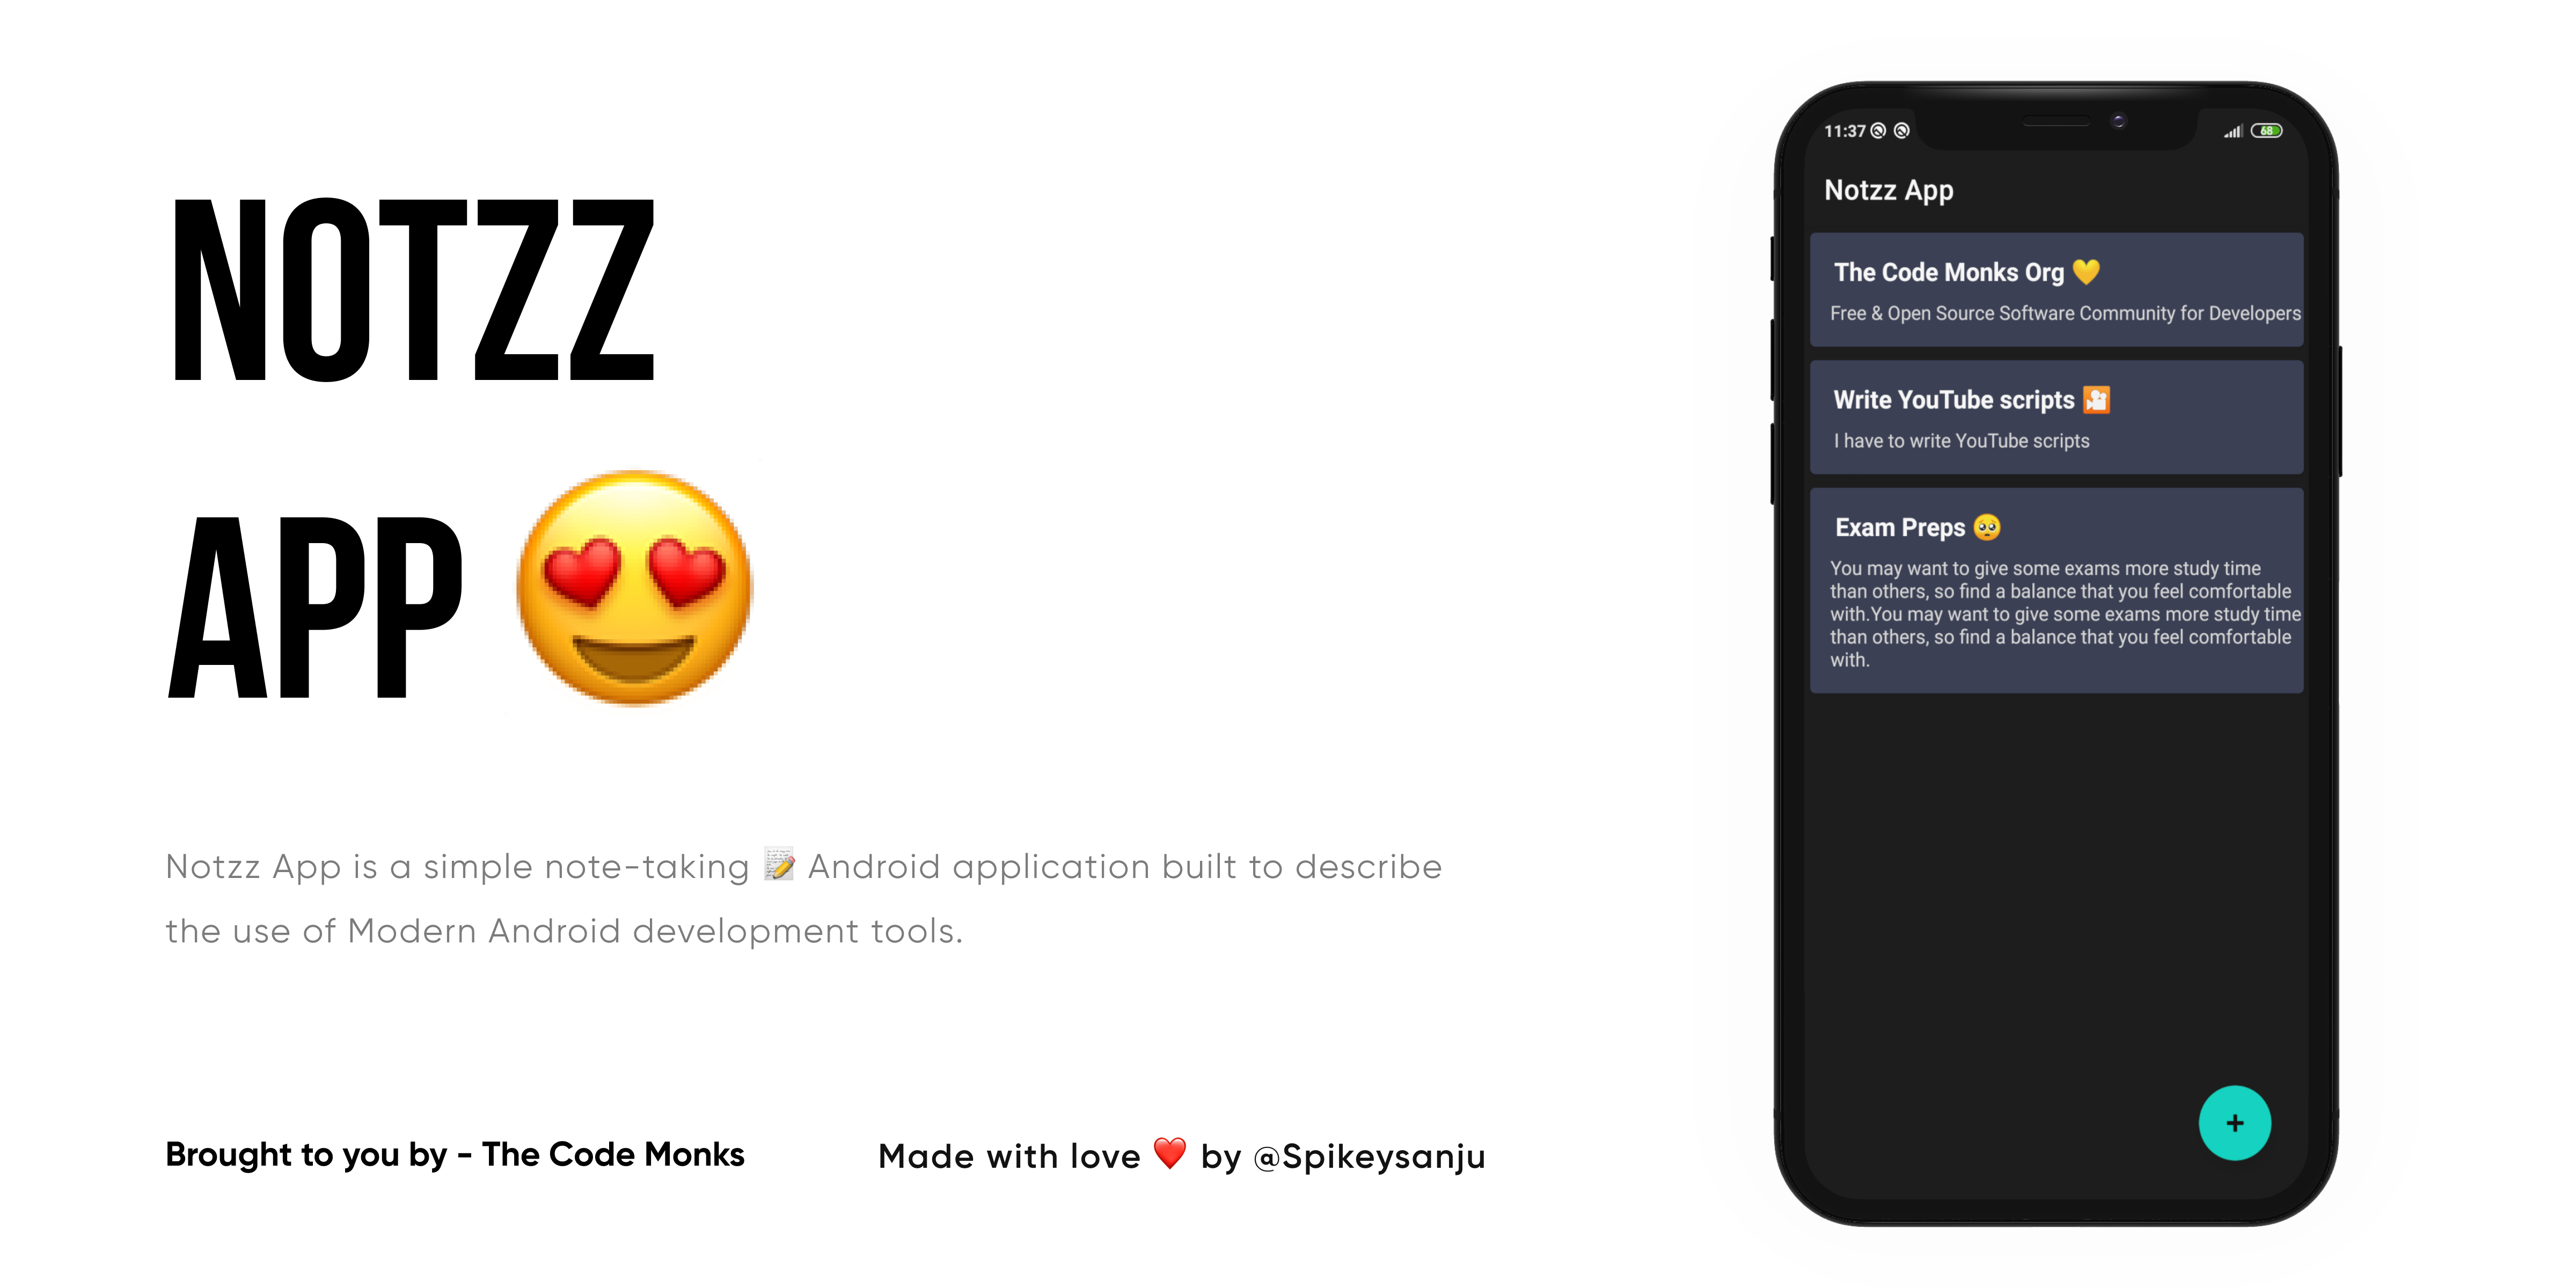 NOTZZ
APP 😍
Notzz App is a simple note-taking 📝 Android application built to describe
the use of Modern Android development tools.
Brought to you by - The Code Monks
Made with love ❤️ by @Spikeysanju
11:37
68
Notzz App
The Code Monks Org 💛
Free & Open Source Software Community for Developers
Write YouTube scripts 🎦
I have to write YouTube scripts
Exam Preps 🥺
You may want to give some exams more study time
than others, so find a balance that you feel comfortable
with.You may want to give some exams more study time
than others, so find a balance that you feel comfortable
with.
+